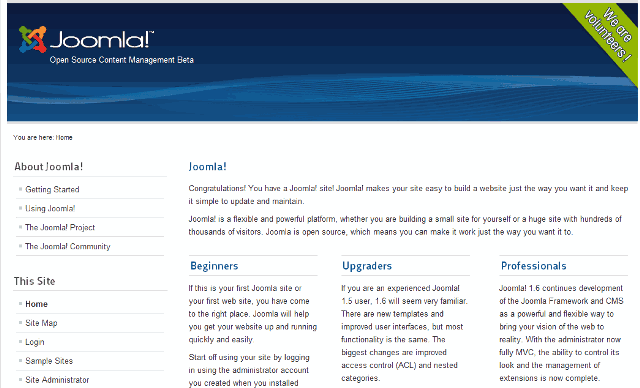 Joomla!™
Open Source Content Management Beta
We are
volunteers!
You are here: Home
About Joomla!
Getting Started
Using Joomla!
The Joomla! Project
The Joomla! Community
This Site
Home
Site Map
Login
Sample Sites
Site Administrator
Joomla!
Congratulations! You have a Joomla! site! Joomla! makes your site easy to build a website just the way you want it and keep
it simple to update and maintain.
Joomla! is a flexible and powerful platform, whether you are building a small site for yourself or a huge site with hundreds of
thousands of visitors. Joomla is open source, which means you can make it work just the way you want it to.
Beginners
If this is your first Joomla site or
your first web site, you have come
to the right place. Joomla will help
you get your website up and running
quickly and easily.
Start off using your site by logging
in using the administrator account
you created when you installed
Upgraders
If you are an experienced Joomla!
1.5 user, 1.6 will seem very familiar.
There are new templates and
improved user interfaces, but most
functionality is the same. The
biggest changes are improved
access control (ACL) and nested
categories.
Professionals
Joomla! 1.6 continues development
of the Joomla Framework and CMS
as a powerful and flexible way to
bring your vision of the web to
reality. With the administrator now
fully MVC, the ability to control its
look and the management of
extensions is now complete.